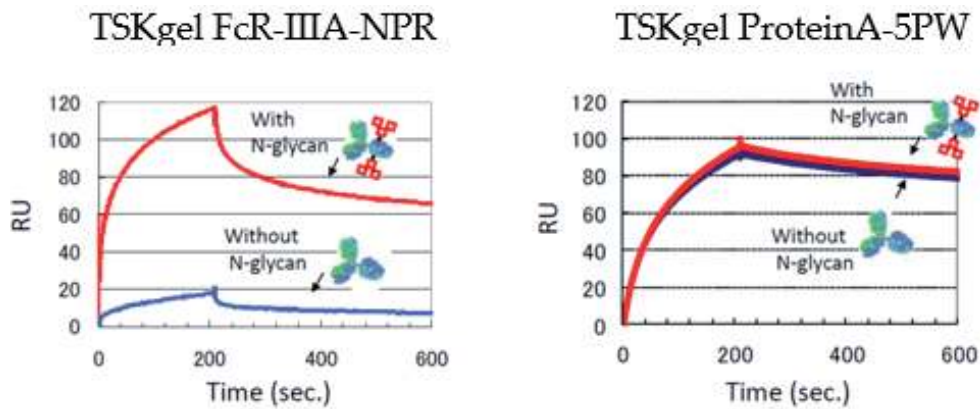 TSKgel FcR-IIIA-NPR
120
100
80
60
40
20
0
RU
With
N-glycan
Without
N-glycan
0
200
400
600
Time (sec.)
TSKgel ProteinA-5PW
120
100
80
60
40
20
0
RU
With
N-glycan
Without
N-glycan
0
200
400
600
Time (sec.)